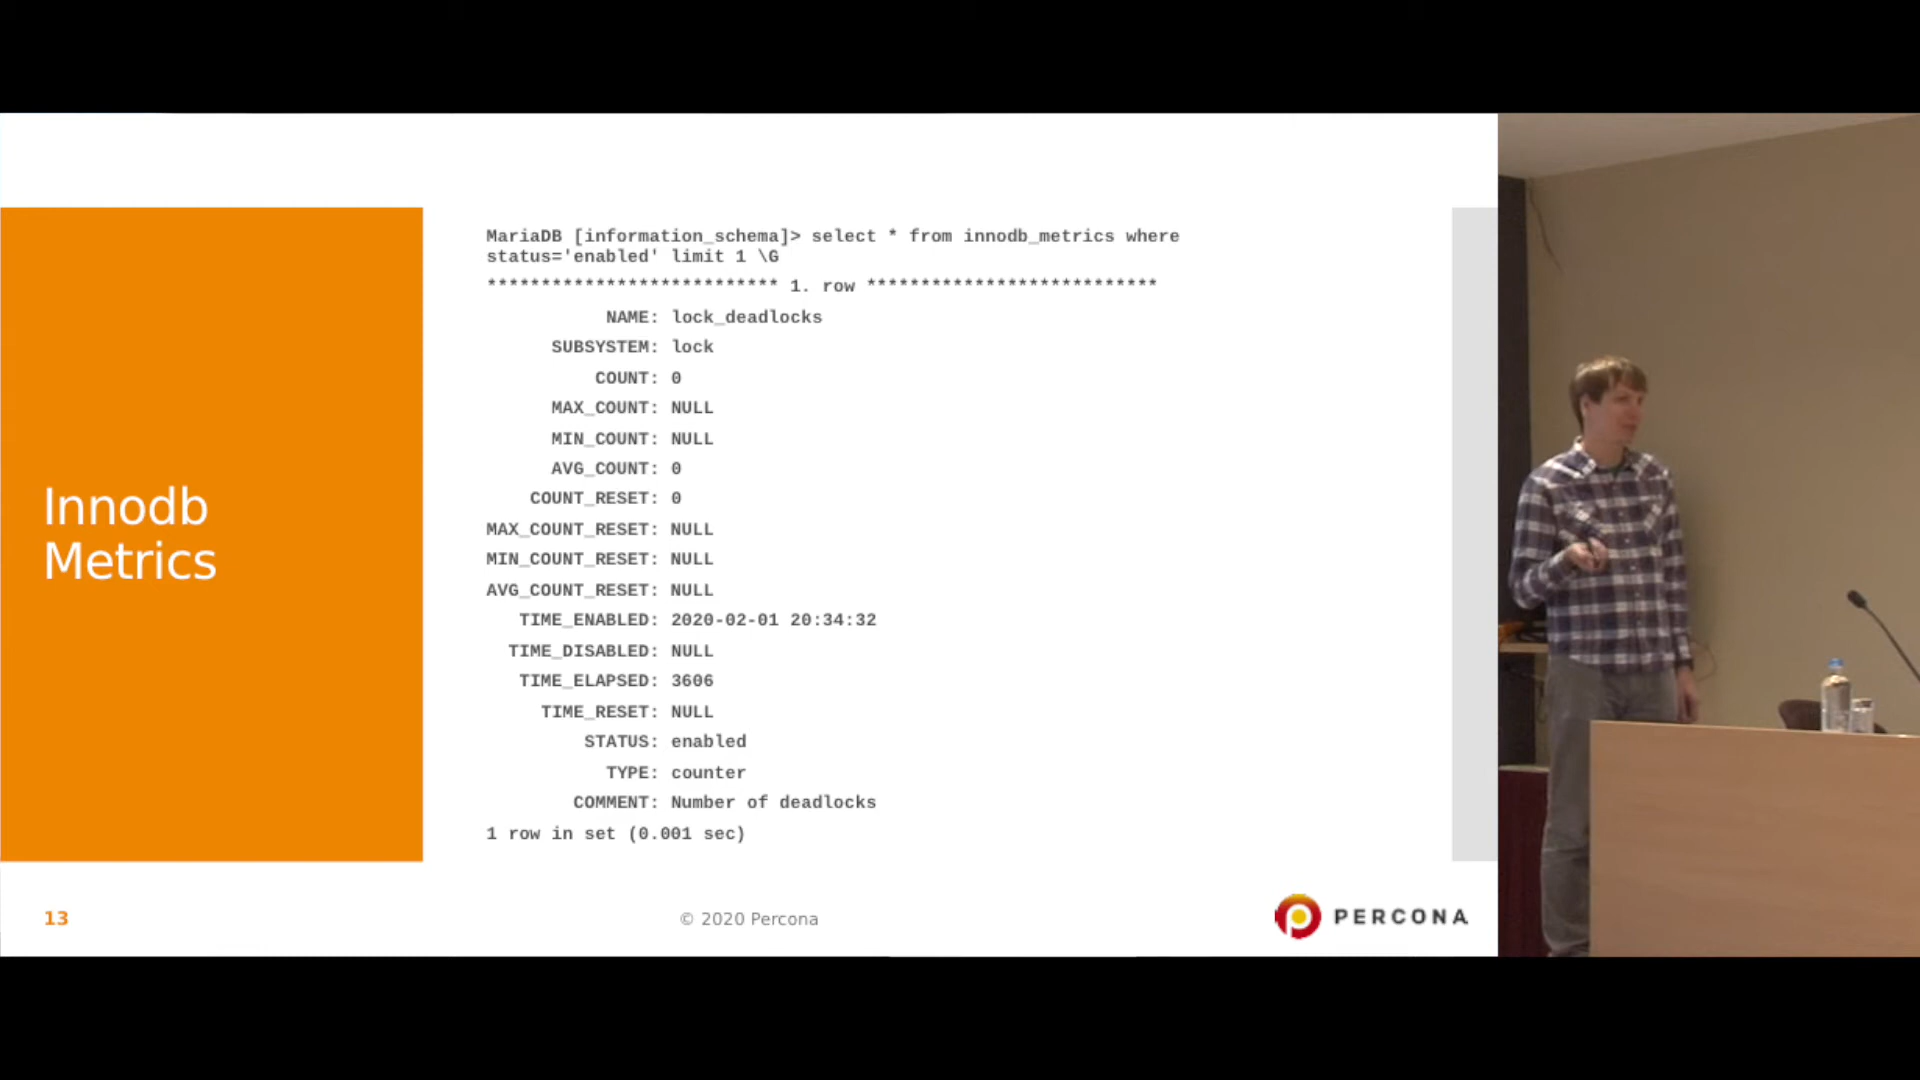 Innodb
Metrics
MariaDB [information_schema]> select * from innodb_metrics where
status='enabled' limit 1 \G
*************************** 1. row ***************************
NAME: lock_deadlocks
SUBSYSTEM: lock
COUNT: 0
MAX_COUNT: NULL
MIN_COUNT: NULL
AVG_COUNT: 0
COUNT_RESET: 0
MAX_COUNT_RESET: NULL
MIN_COUNT_RESET: NULL
AVG_COUNT_RESET: NULL
TIME_ENABLED: 2020-02-01 20:34:32
TIME_DISABLED: NULL
TIME_ELAPSED: 3606
TIME_RESET: NULL
STATUS: enabled
TYPE: counter
COMMENT: Number of deadlocks
1 row in set (0.001 sec)
13
© 2020 Percona
PERCONA